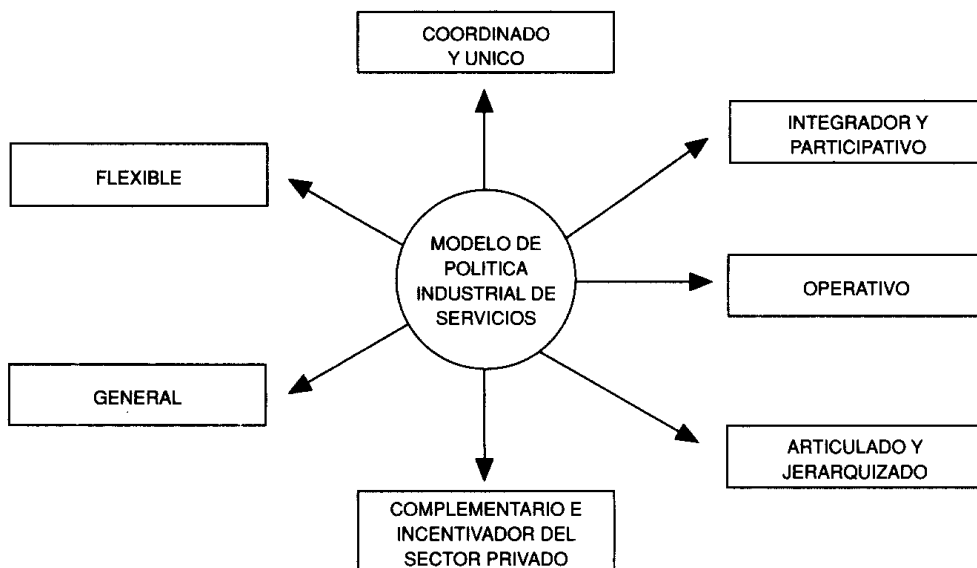 COORDINADO
Y UNICO
INTEGRADOR Y
PARTICIPATIVO
FLEXIBLE
MODELO DE
POLITICA
INDUSTRIAL DE
SERVICIOS
OPERATIVO
GENERAL
ARTICULADO Y
JERARQUIZADO
COMPLEMENTARIO E
INCENTIVADOR DEL
SECTOR PRIVADO